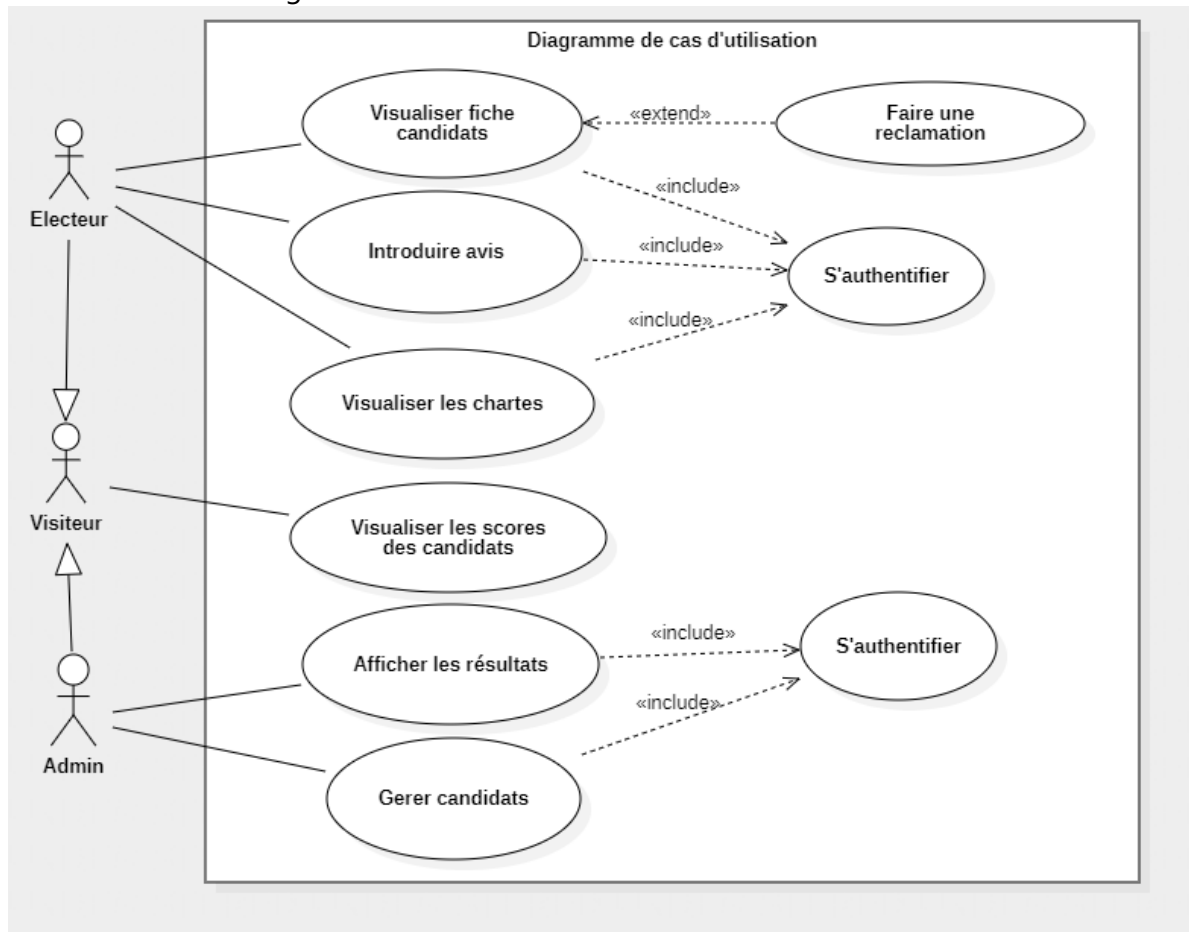 Diagramme de cas d'utilisation
Visualiser fiche
candidats
«extend»
Faire une
reclamation
Electeur
«include»
Introduire avis
«include»
S'authentifier
«include»
Visualiser les chartes
Visiteur
Visualiser les scores
des candidats
Afficher les résultats
«include»
S'authentifier
«include»
Admin
Gerer candidats